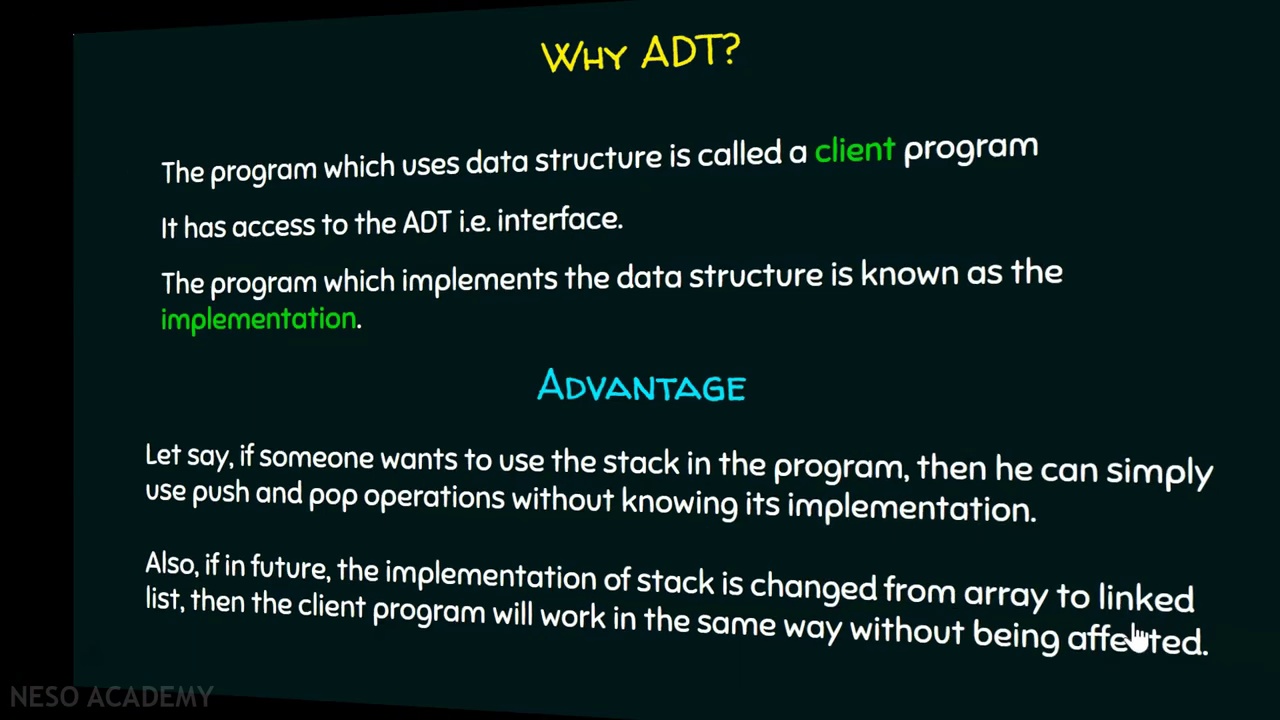 WHY ADT?
The program which uses data structure is called a client program
It has access to the ADT i.e. interface.
The program which implements the data structure is known as the
implementation.
ADVANTAGE
Let say, if someone wants to use the stack in the program, then he can simply
use push and pop operations without knowing its implementation.
Also, if in future, the implementation of stack is changed from array to linked
list, then the client program will work in the same way without being affected.
NESO ACADEMY